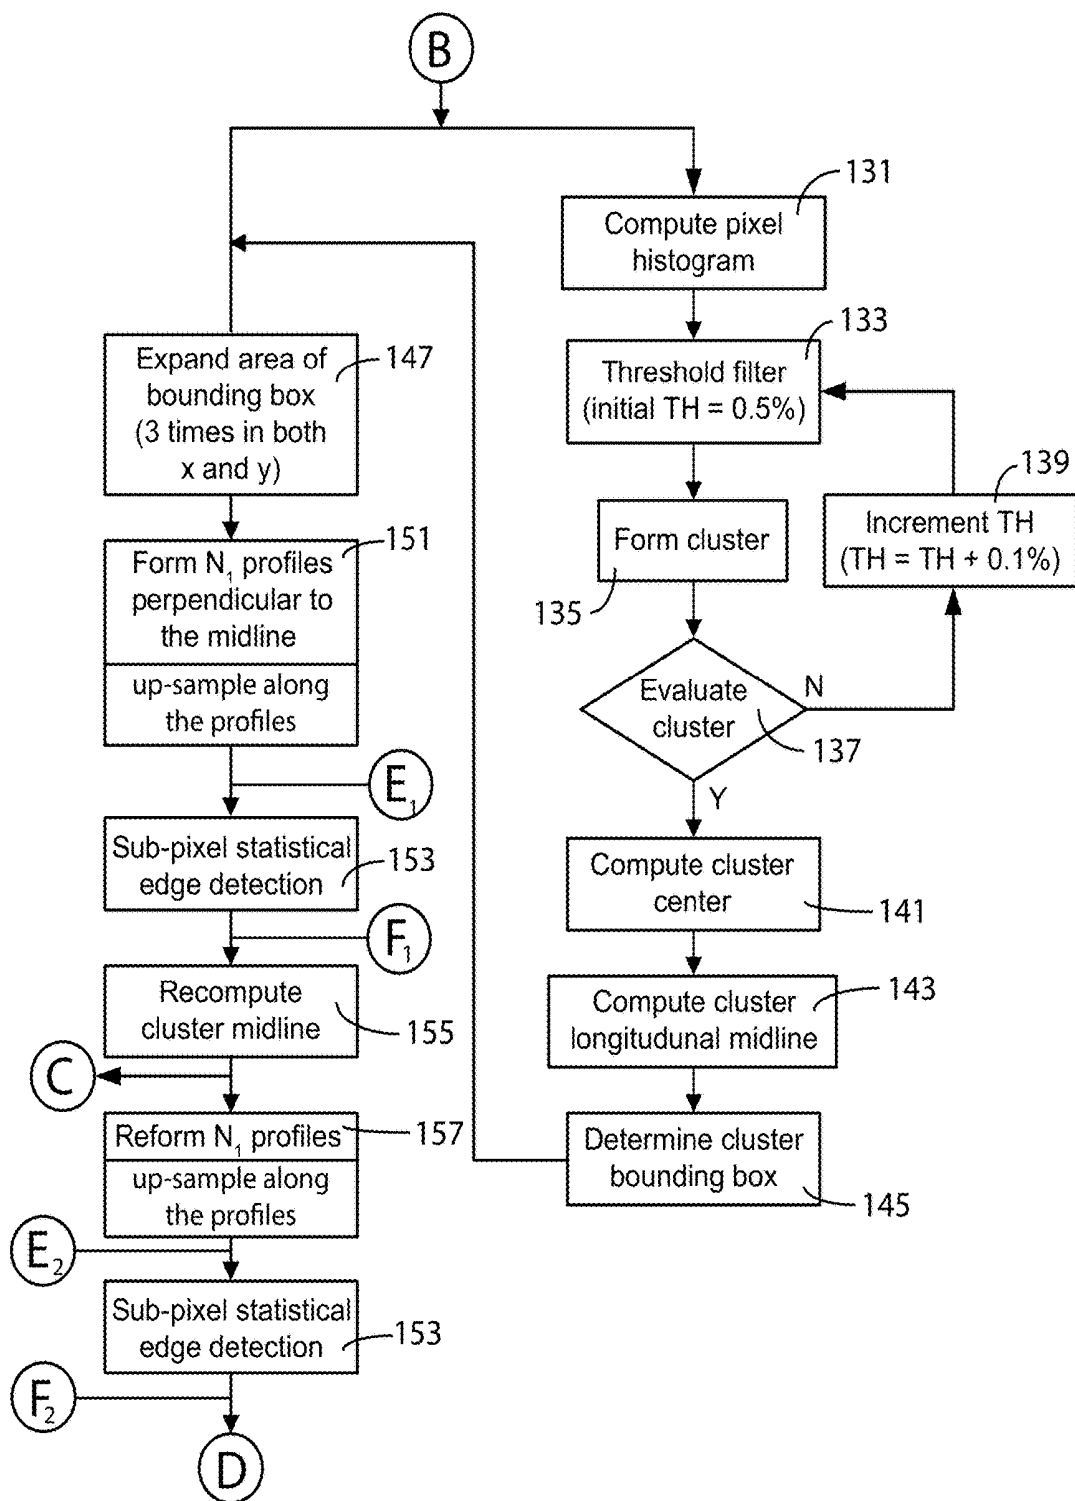 B
131
Compute pixel
histogram
133
Threshold filter
(initial TH = 0.5%)
139
Increment TH
(TH = TH + 0.1%)
Form cluster
135
Evaluate
cluster
N
137
Y
Compute cluster
center
141
Compute cluster
longitudunal midline
143
Determine cluster
bounding box
145
Expand area of
bounding box
(3 times in both
x and y)
147
Form N₁ profiles
perpendicular to
the midline
151
up-sample along
the profiles
E₁
Sub-pixel statistical
edge detection
153
F₁
Recompute
cluster midline
155
C
Reform N₁ profiles
157
up-sample along
the profiles
E₂
Sub-pixel statistical
edge detection
153
F₂
D